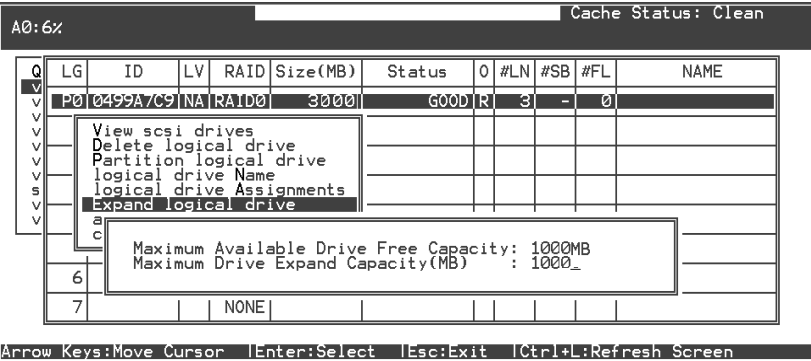 Cache Status: Clean
A0:6%
Q LG ID LV RAID Size(MB) Status O #LN #SB #FL NAME
v P0 0499A7C9 NA RAID0 3000 GOOD R 3 - 0
v View scsi drives
v Delete logical drive
v Partition logical drive
v logical drive Name
s logical drive Assignments
v Expand logical drive
v a
c
Maximum Available Drive Free Capacity: 1000MB
Maximum Drive Expand Capacity(MB) : 1000_
6
7 NONE
Arrow Keys:Move Cursor |Enter:Select |Esc:Exit |Ctrl+L:Refresh Screen